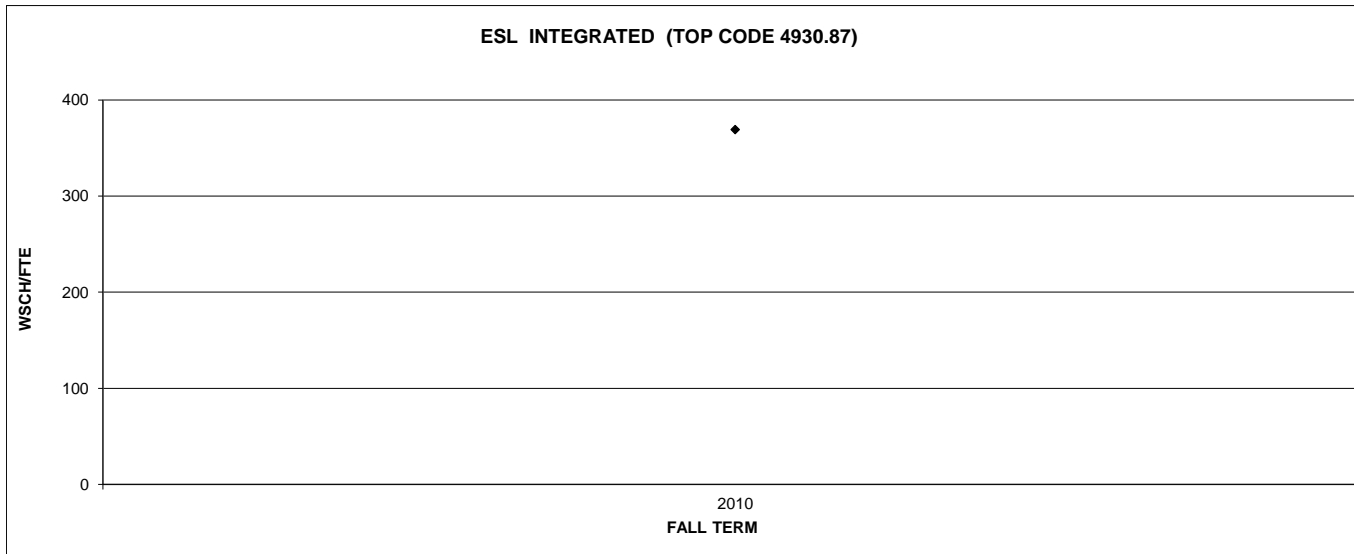 ESL INTEGRATED (TOP CODE 4930.87)
400
300
200
100
0
WSCH/FTE
2010
FALL TERM